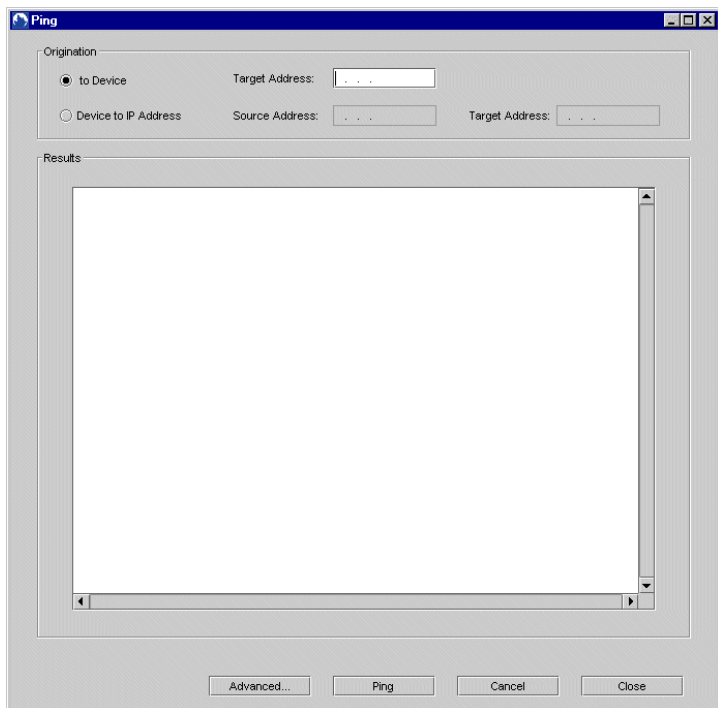 Ping
Origination
to Device Target Address: . . .
Device to IP Address Source Address: . . . Target Address: . . .
Results
Advanced... Ping Cancel Close